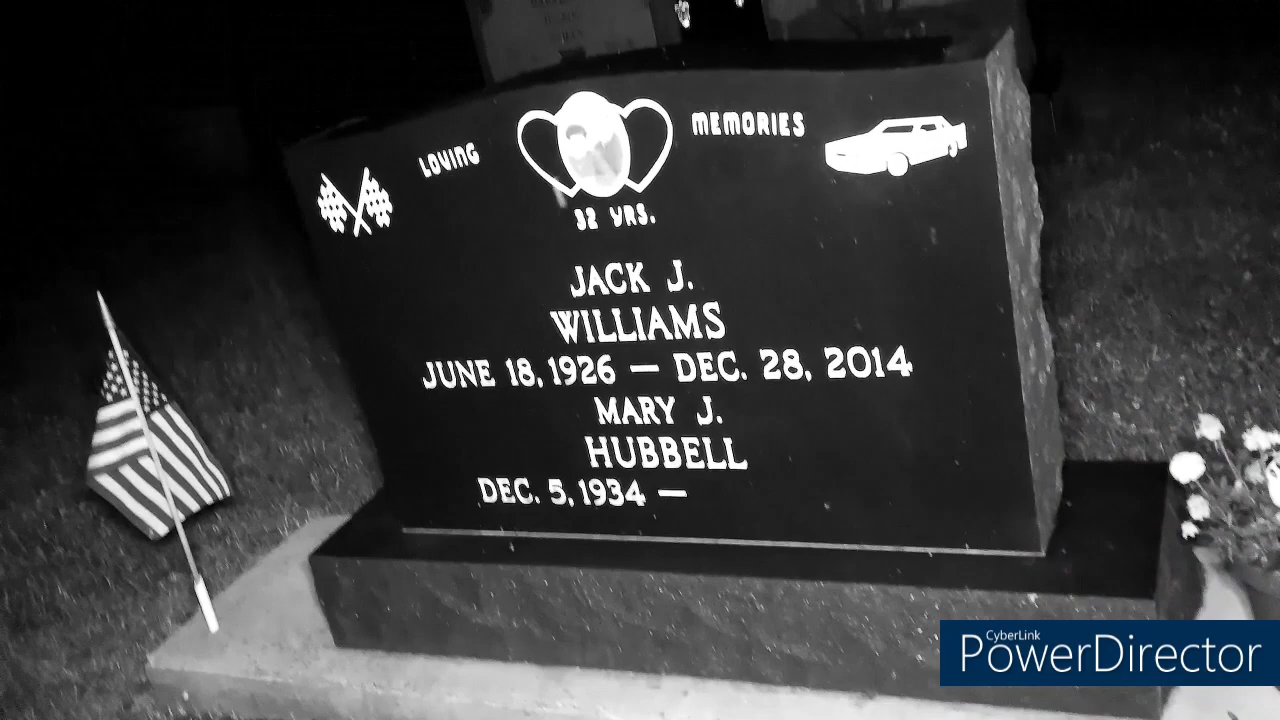 LOVING
MEMORIES
32 YRS.
JACK J.
WILLIAMS
JUNE 18, 1926 — DEC. 28, 2014
MARY J.
HUBBELL
DEC. 5, 1934 —
CyberLink
PowerDirector